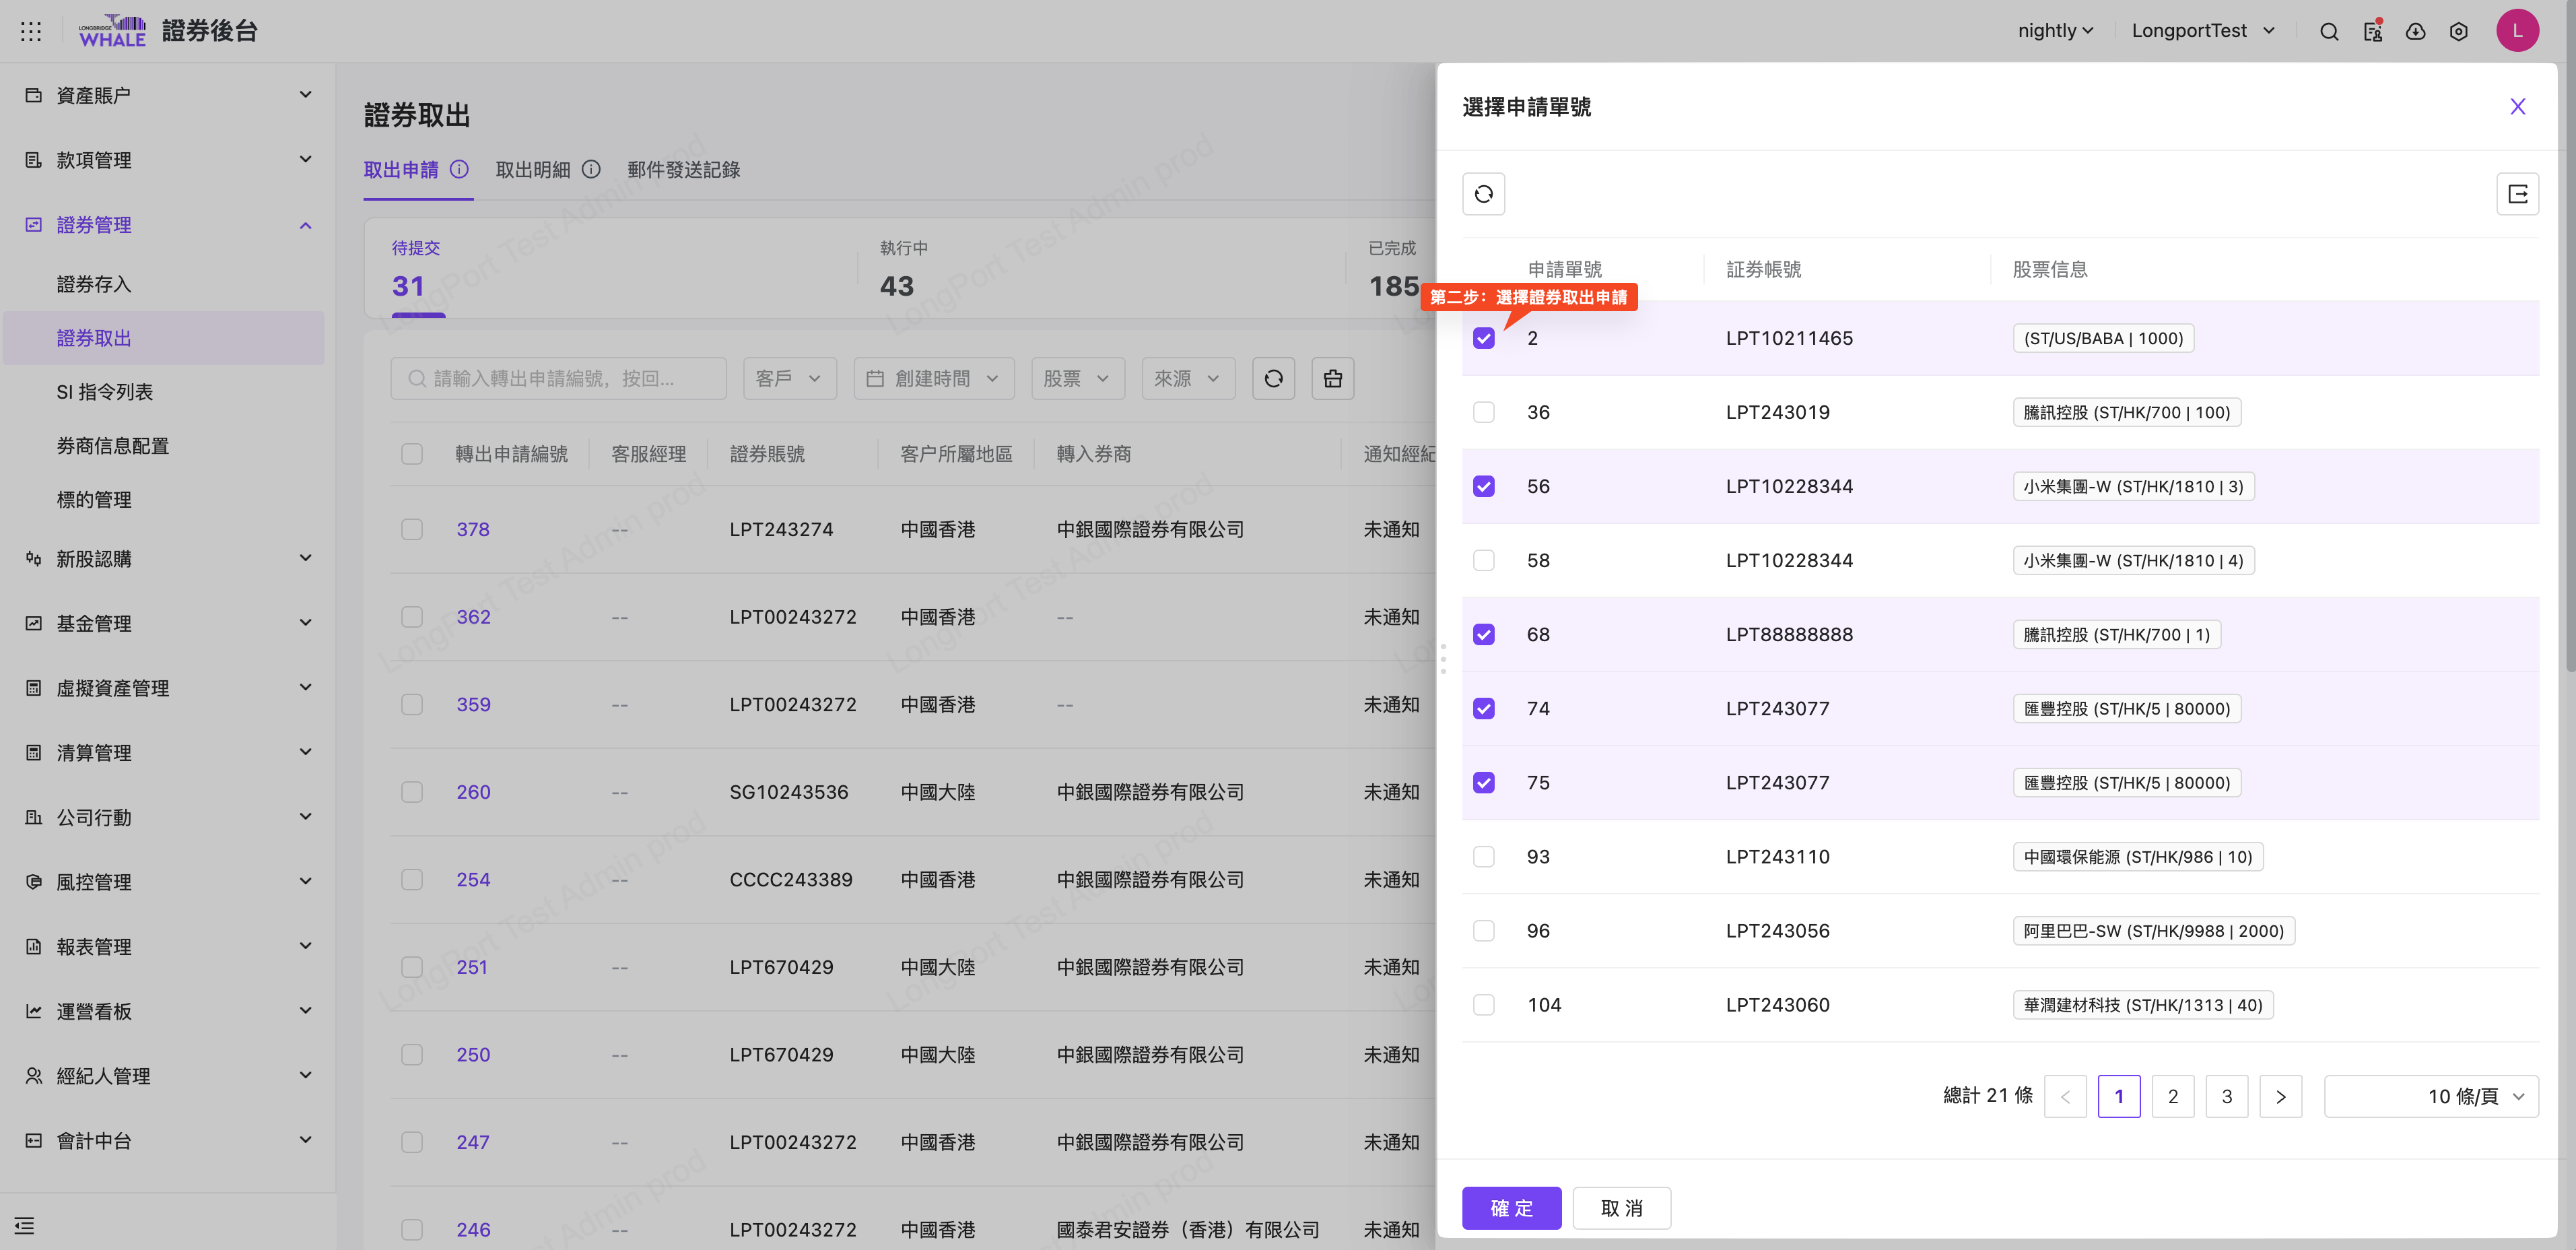 LONGBRIDGE
WHALE
證券後台
nightly
LongportTest
L
資產賬户
款項管理
證券管理
證券存入
證券取出
SI 指令列表
券商信息配置
標的管理
新股認購
基金管理
虛擬資產管理
清算管理
公司行動
風控管理
報表管理
運營看板
經紀人管理
會計中台
證券取出
取出申請 取出明細 郵件發送記錄
待提交 執行中 已完成
31 43 185
請輸入轉出申請編號，按回... 客戶 創建時間 股票 來源
轉出申請編號 客服經理 證券賬號 客户所屬地區 轉入券商 通知經紀
378 -- LPT243274 中國香港 中銀國際證券有限公司 未通知
362 -- LPT00243272 中國香港 -- 未通知
359 -- LPT00243272 中國香港 -- 未通知
260 -- SG10243536 中國大陸 中銀國際證券有限公司 未通知
254 -- CCCC243389 中國香港 中銀國際證券有限公司 未通知
251 -- LPT670429 中國大陸 中銀國際證券有限公司 未通知
250 -- LPT670429 中國大陸 中銀國際證券有限公司 未通知
247 -- LPT00243272 中國香港 中銀國際證券有限公司 未通知
246 -- LPT00243272 中國香港 國泰君安證券（香港）有限公司 未通知
LongPort Test Admin prod
選擇申請單號
申請單號 証券帳號 股票信息
第二步：選擇證券取出申請
2 LPT10211465 (ST/US/BABA | 1000)
36 LPT243019 騰訊控股 (ST/HK/700 | 100)
56 LPT10228344 小米集團-W (ST/HK/1810 | 3)
58 LPT10228344 小米集團-W (ST/HK/1810 | 4)
68 LPT88888888 騰訊控股 (ST/HK/700 | 1)
74 LPT243077 匯豐控股 (ST/HK/5 | 80000)
75 LPT243077 匯豐控股 (ST/HK/5 | 80000)
93 LPT243110 中國環保能源 (ST/HK/986 | 10)
96 LPT243056 阿里巴巴-SW (ST/HK/9988 | 2000)
104 LPT243060 華潤建材科技 (ST/HK/1313 | 40)
總計 21 條 < 1 2 3 > 10 條/頁
確 定 取 消